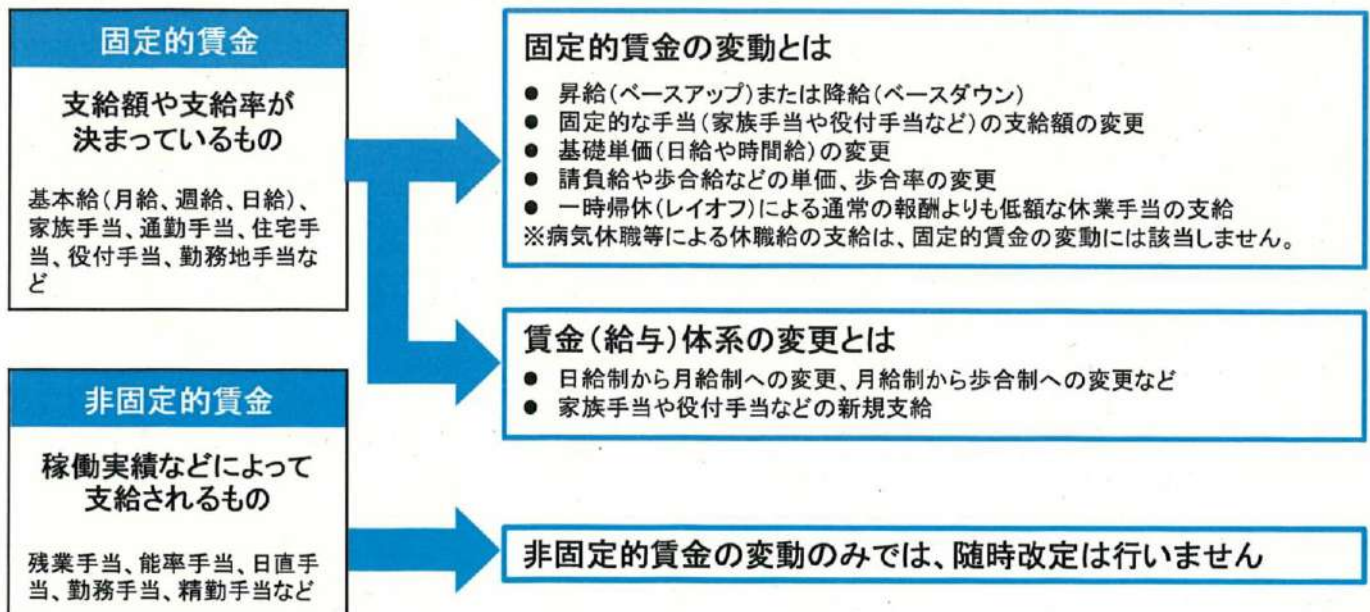 固定的賃金
支給額や支給率が
決まっているもの
基本給(月給、週給、日給)、
家族手当、通勤手当、住宅手
当、役付手当、勤務地手当な
ど
固定的賃金の変動とは
● 昇給(ベースアップ)または降給(ベースダウン)
● 固定的な手当(家族手当や役付手当など)の支給額の変更
● 基礎単価(日給や時間給)の変更
● 請負給や歩合給などの単価、歩合率の変更
● 一時帰休(レイオフ)による通常の報酬よりも低額な休業手当の支給
※病気休職等による休職給の支給は、固定的賃金の変動には該当しません。
賃金(給与)体系の変更とは
● 日給制から月給制への変更、月給制から歩合制への変更など
● 家族手当や役付手当などの新規支給
非固定的賃金
稼働実績などによって
支給されるもの
残業手当、能率手当、日直手
当、勤務手当、精勤手当など
非固定的賃金の変動のみでは、随時改定は行いません